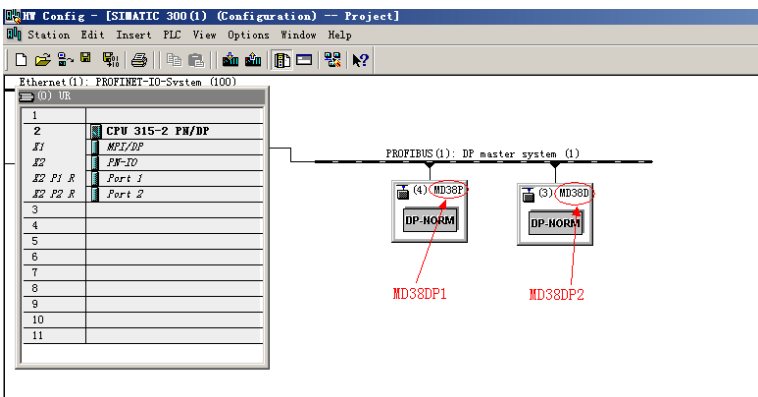 HW Config - [SIMATIC 300(1) (Configuration) -- Project]
Station Edit Insert PLC View Options Window Help
Ethernet(1): PROFINET-IO-System (100)
(0) UR
1
2 CPU 315-2 PN/DP
X1 MPI/DP
X2 PN-IO
X2 P1 R Port 1
X2 P2 R Port 2
3
4
5
6
7
8
9
10
11
PROFIBUS(1): DP master system (1)
(4) MD38P
DP-NORM
(3) MD38D
DP-NORM
MD38DP1
MD38DP2